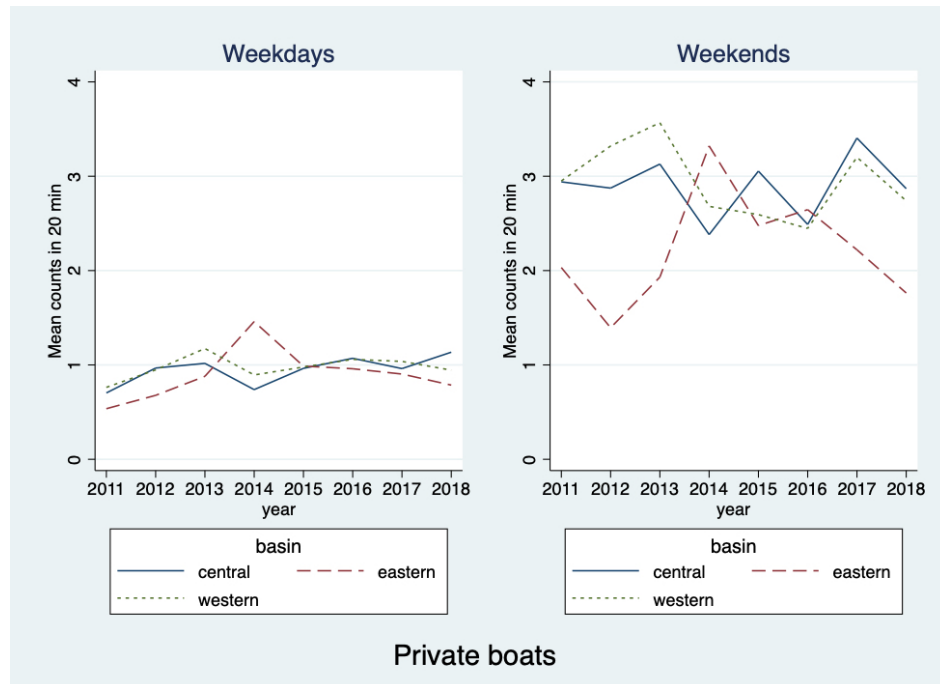 Weekdays
Mean counts in 20 min
4
3
2
1
0
2011 2012 2013 2014 2015 2016 2017 2018
year
basin
central eastern
western
Weekends
Mean counts in 20 min
4
3
2
1
0
2011 2012 2013 2014 2015 2016 2017 2018
year
basin
central eastern
western
Private boats